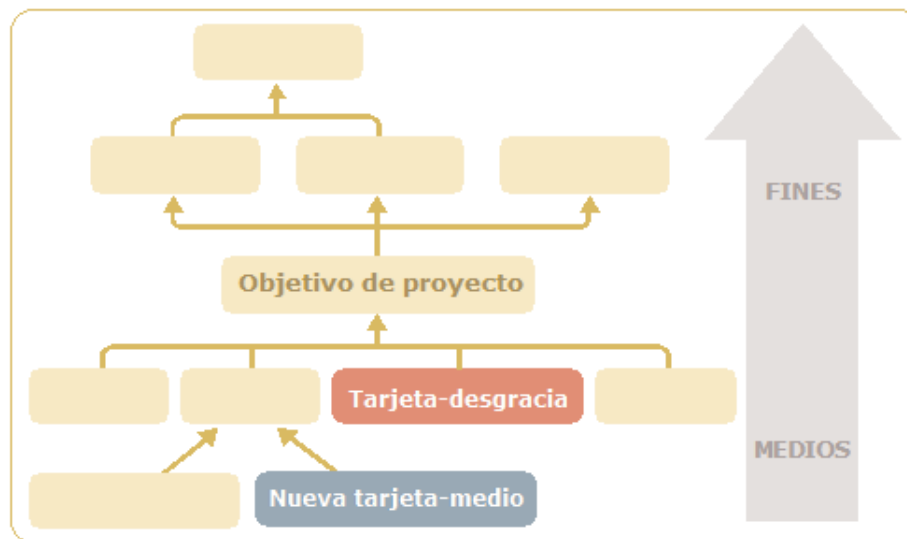 FINES
Objetivo de proyecto
Tarjeta-desgracia
MEDIOS
Nueva tarjeta-medio